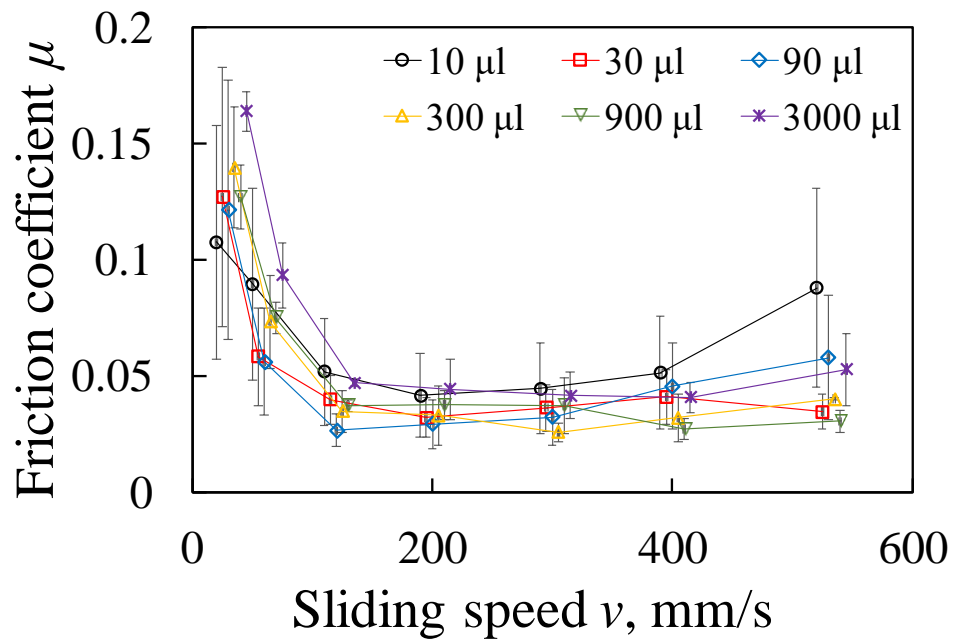 0.2
0.15
0.1
0.05
0
Friction coefficient μ
10 μl 30 μl 90 μl
300 μl 900 μl 3000 μl
0 200 400 600
Sliding speed v, mm/s